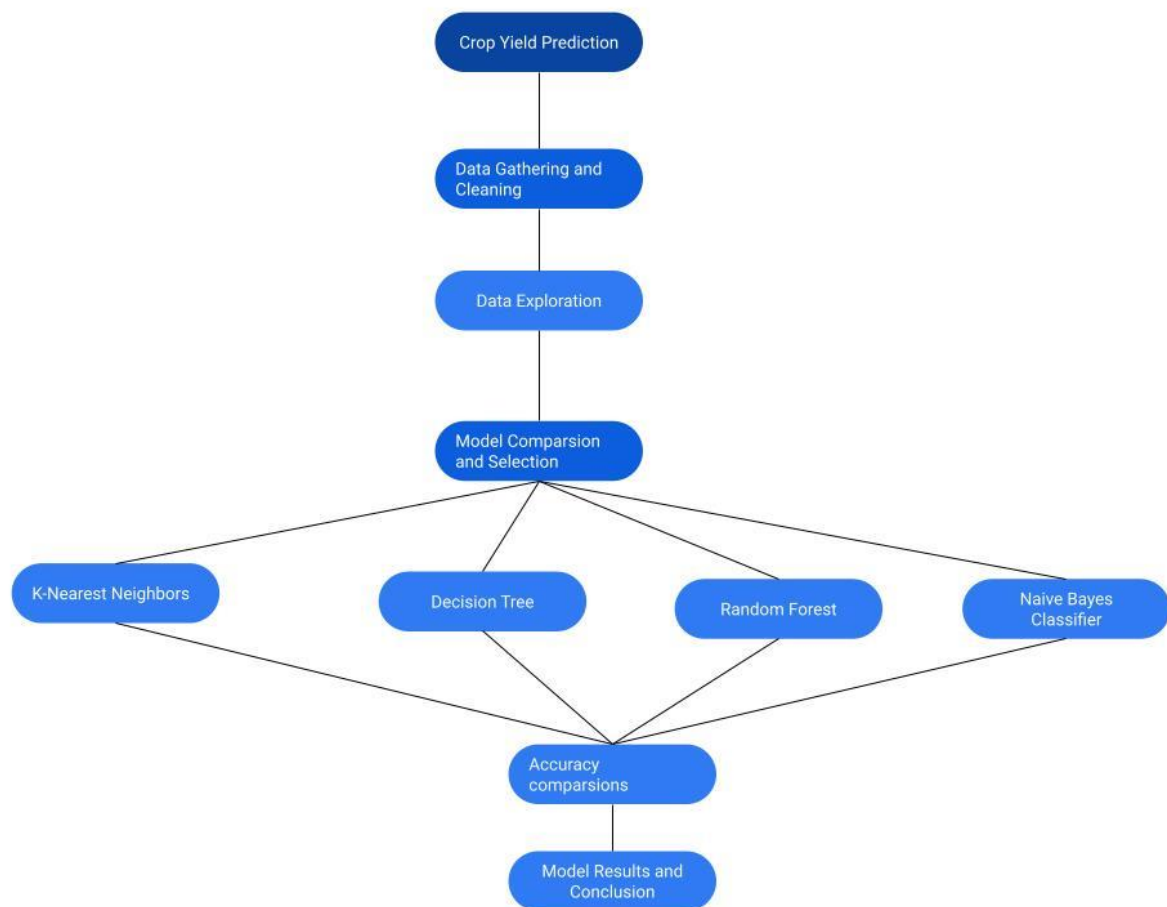 Crop Yield Prediction
Data Gathering and
Cleaning
Data Exploration
Model Comparsion
and Selection
K-Nearest Neighbors
Decision Tree
Random Forest
Naive Bayes
Classifier
Accuracy
comparsions
Model Results and
Conclusion